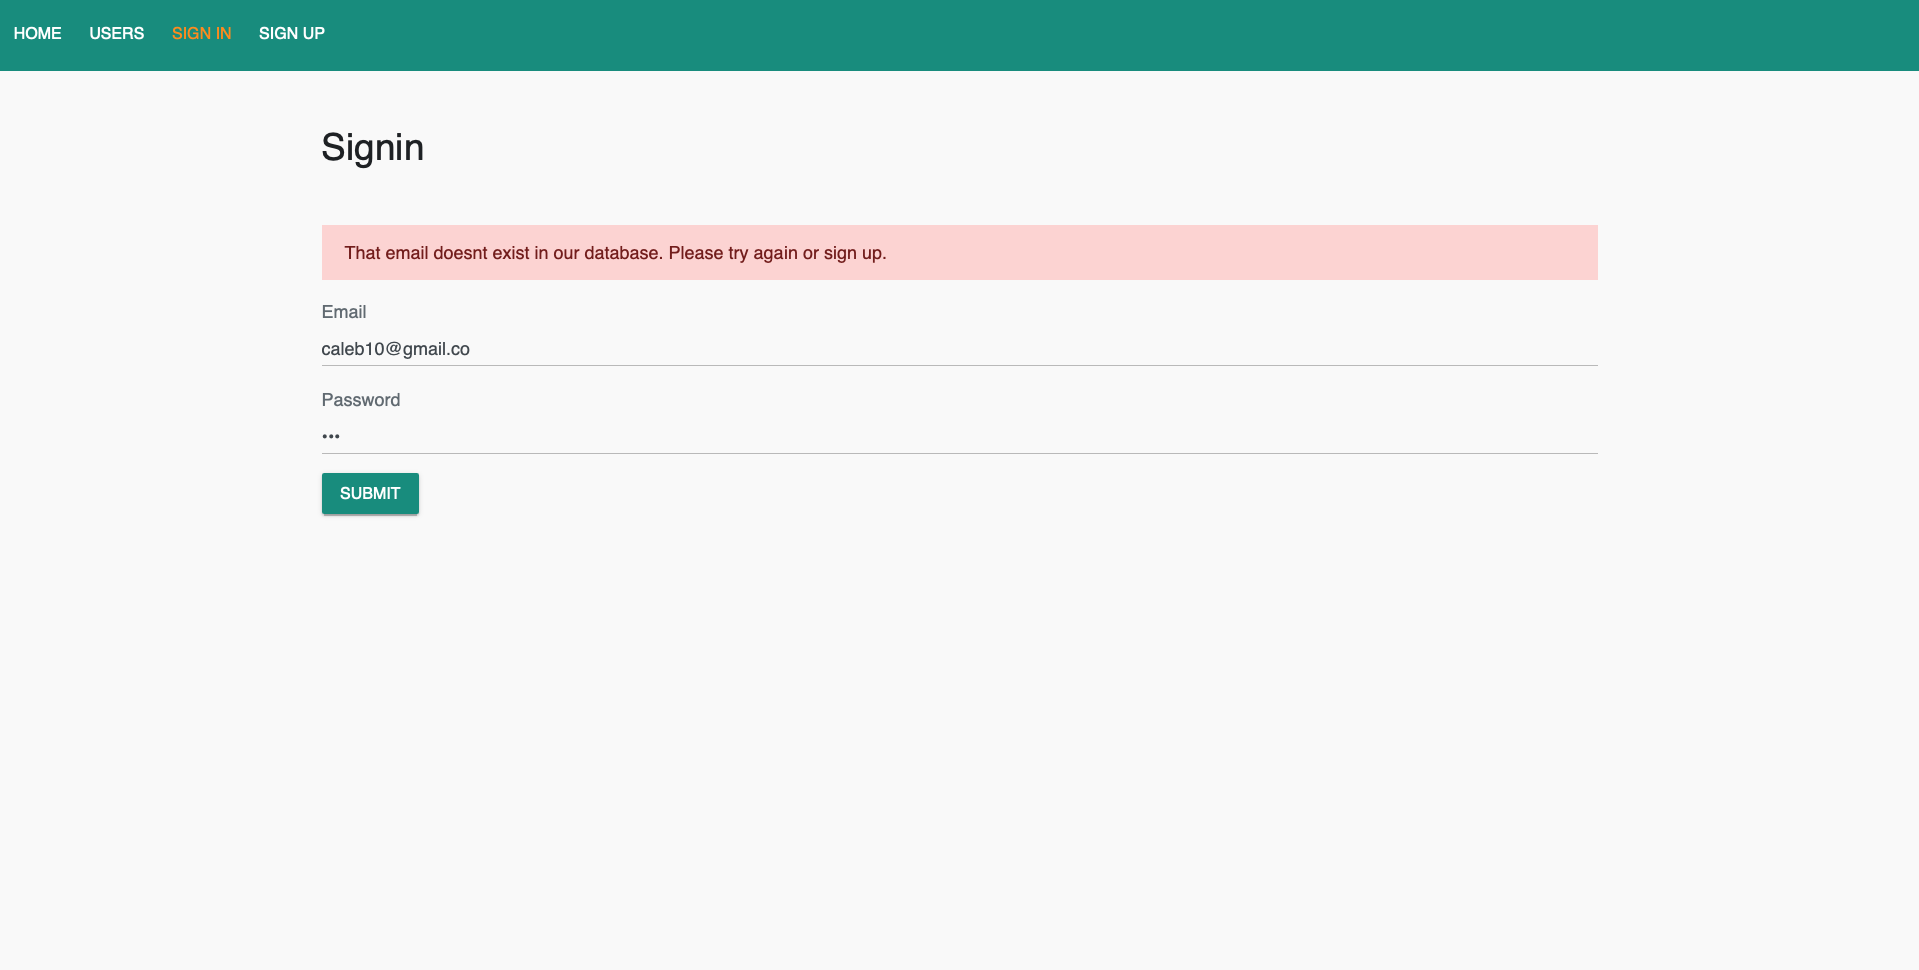 HOME USERS SIGN IN SIGN UP
Signin
That email doesnt exist in our database. Please try again or sign up.
Email
caleb10@gmail.co
Password
•••
SUBMIT